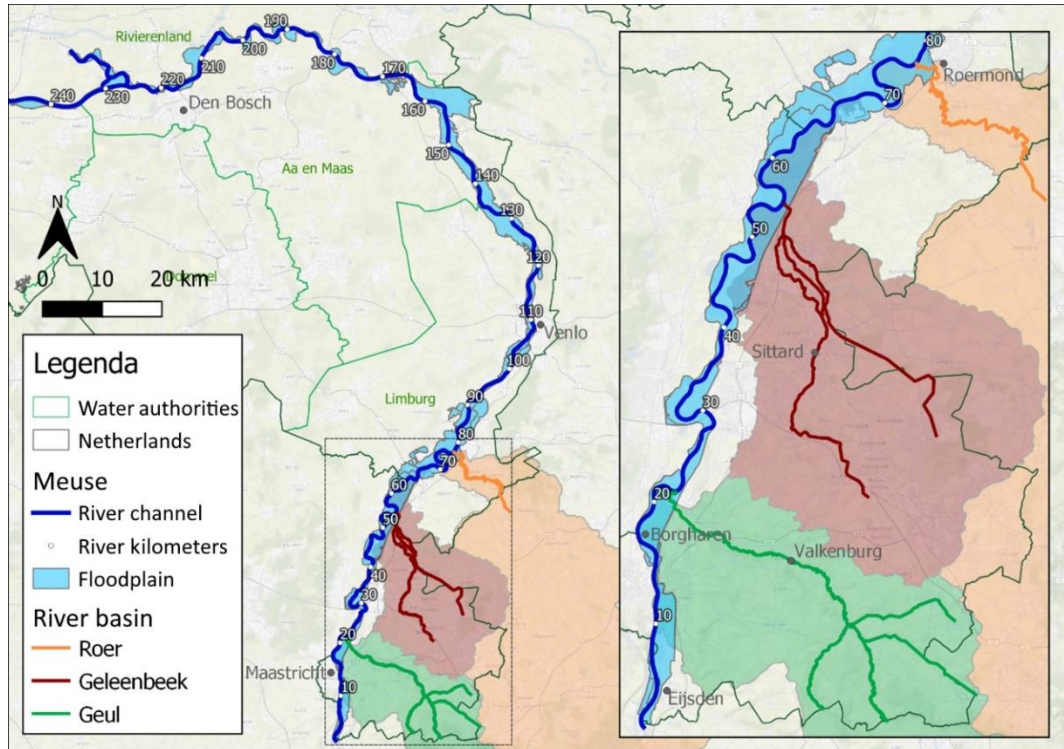 Rivierenland
190
200
180
210
170
220
240
230
160
Den Bosch
150
Aa en Maas
140
130
N
120
Dommel
0 10 20 km
110
Venlo
100
Limburg
90
80
70
60
50
40
30
20
Maastricht
10
Legenda
Water authorities
Netherlands
Meuse
River channel
River kilometers
Floodplain
River basin
Roer
Geleenbeek
Geul
80
Roermond
70
60
50
40
Sittard
30
20
Borgharen
Valkenburg
10
Eijsden